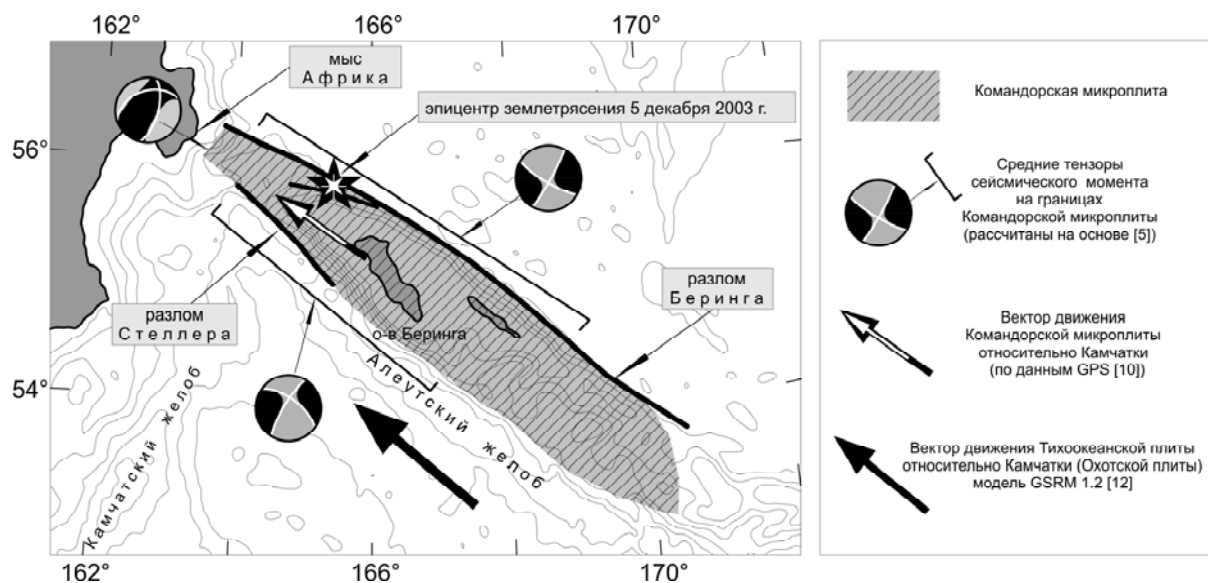 162°
166°
170°
мыс
Африка
эпицентр землетрясения 5 декабря 2003 г.
56°
разлом
Беринга
разлом
Стеллера
о-в Беринга
54°
Алеутский желоб
Камчатский желоб
162°
166°
170°
Командорская микроплита
Средние тензоры
сейсмического момента
на границах
Командорской микроплиты
(рассчитаны на основе [5])
Вектор движения
Командорской микроплиты
относительно Камчатки
(по данным GPS [10])
Вектор движения Тихоокеанской плиты
относительно Камчатки (Охотской плиты)
модель GSRM 1.2 [12]